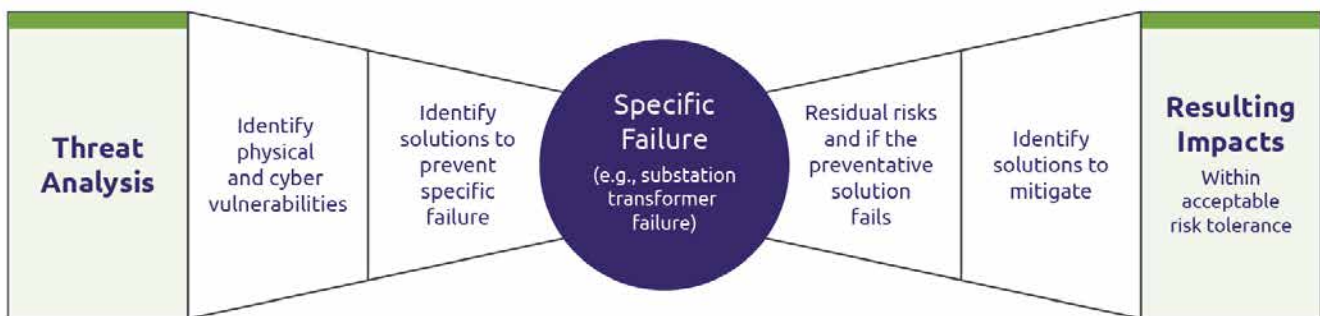 Threat
Analysis
Identify
physical
and cyber
vulnerabilities
Identify
solutions to
prevent
specific
failure
Specific
Failure
(e.g., substation
transformer
failure)
Residual risks
and if the
preventative
solution
fails
Identify
solutions to
mitigate
Resulting
Impacts
Within
acceptable
risk tolerance